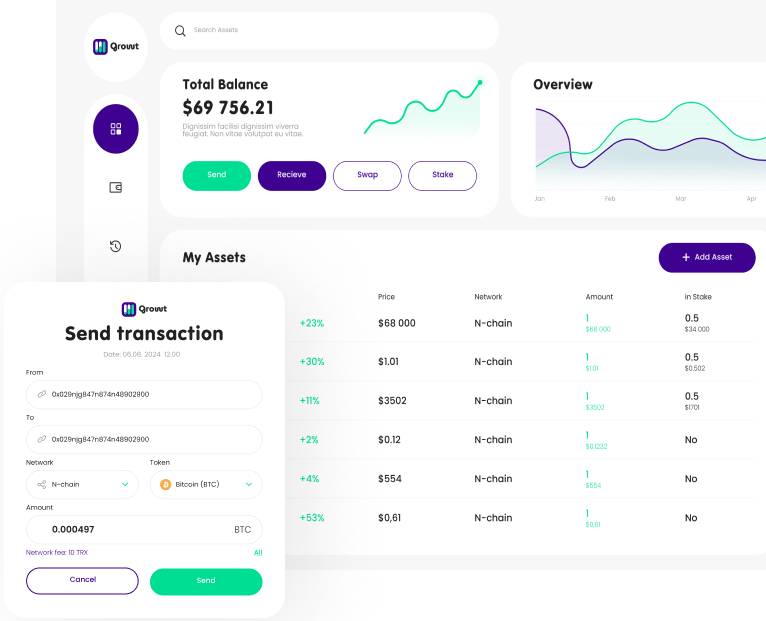 Growt
Search Assets
Total Balance
$69 756.21
Dignissim facilisi dignissim viverra
feugiat. Non vitae volutpat eu vitae.
Send
Recieve
Swap
Stake
Overview
Jan
Feb
Mar
Apr
My Assets
+ Add Asset
Price Network Amount in Stake
+23% $68 000 N-chain 1 0.5
$68 000 $34 000
+30% $1.01 N-chain 1 0.5
$1.01 $0.502
+11% $3502 N-chain 1 0.5
$3502 $1701
+2% $0.12 N-chain 1 No
$0.1232
+4% $554 N-chain 1 No
$554
+53% $0,61 N-chain 1 No
$0,61
Growt
Send transaction
Date: 06.08. 2024 12.00
From
0x029njg847n874n48902900
To
0x029njg847n874n48902900
Network Token
N-chain Bitcoin (BTC)
Amount
0.000497 BTC
Network fee: 10 TRX All
Cancel Send